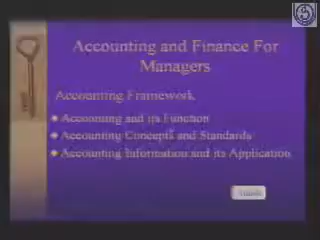 Accounting and Finance For
Managers
Accounting Framework
Accounting and its Function
Accounting Concepts and Standards
Accounting Information and its Application